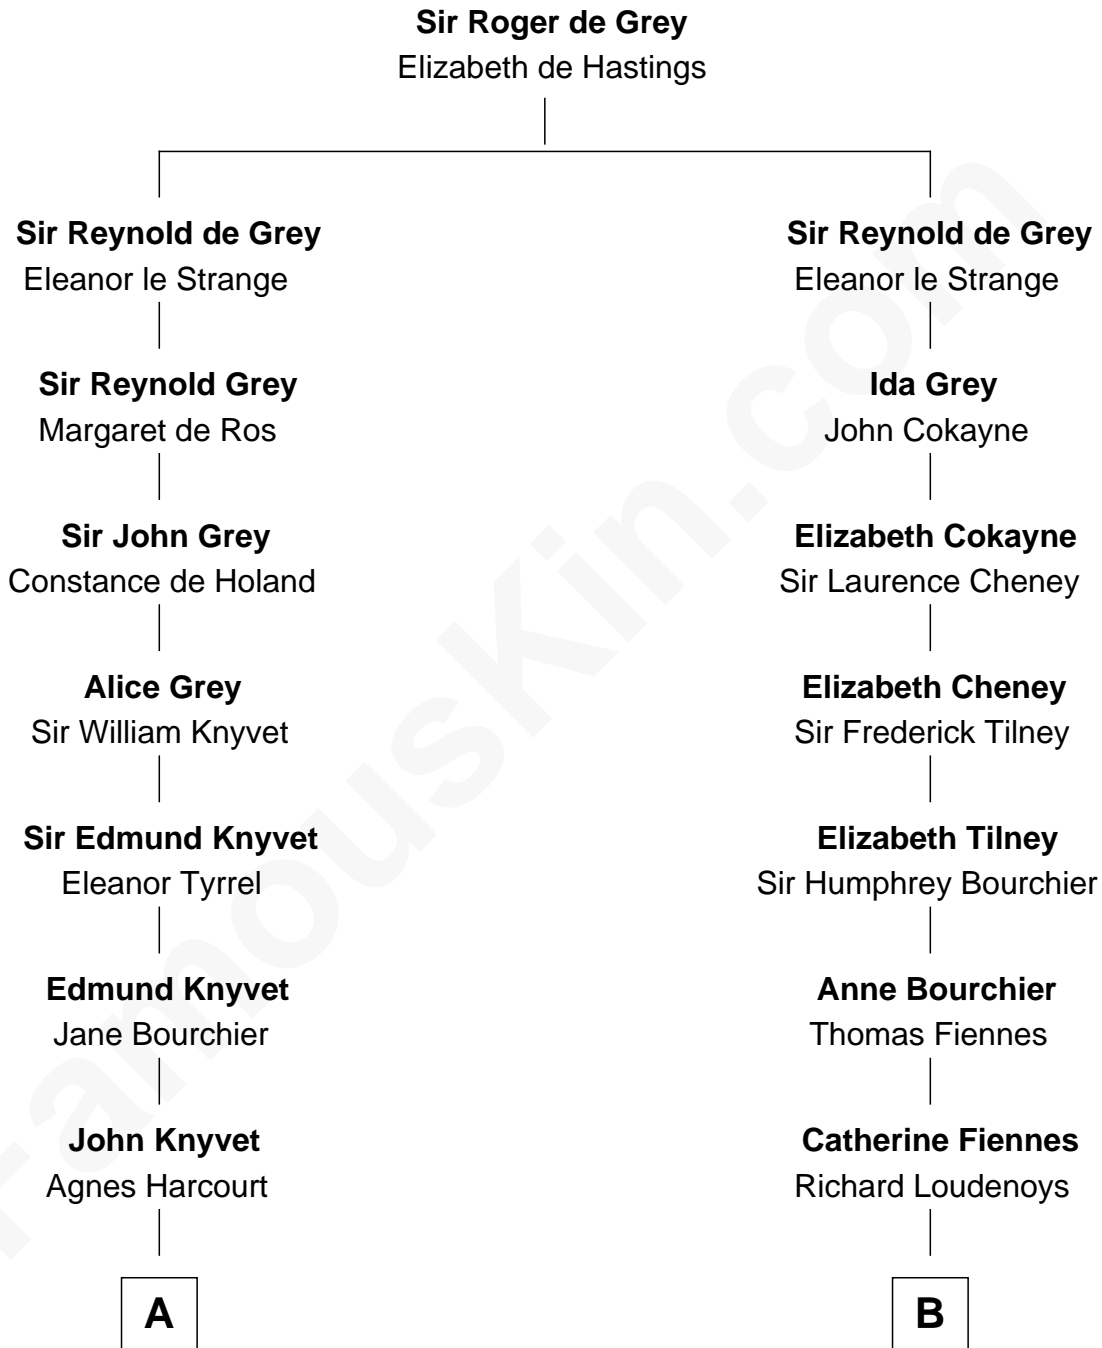 Sir Roger de Grey
Elizabeth de Hastings
Sir Reynold de Grey
Eleanor le Strange
Sir Reynold de Grey
Eleanor le Strange
Sir Reynold Grey
Margaret de Ros
Ida Grey
John Cokayne
Sir John Grey
Constance de Holand
Elizabeth Cokayne
Sir Laurence Cheney
Alice Grey
Sir William Knyvet
Elizabeth Cheney
Sir Frederick Tilney
Sir Edmund Knyvet
Eleanor Tyrrel
Elizabeth Tilney
Sir Humphrey Bourchier
Edmund Knyvet
Jane Bourchier
Anne Bourchier
Thomas Fiennes
John Knyvet
Agnes Harcourt
Catherine Fiennes
Richard Loudenoys
A
B
FamousKin.com